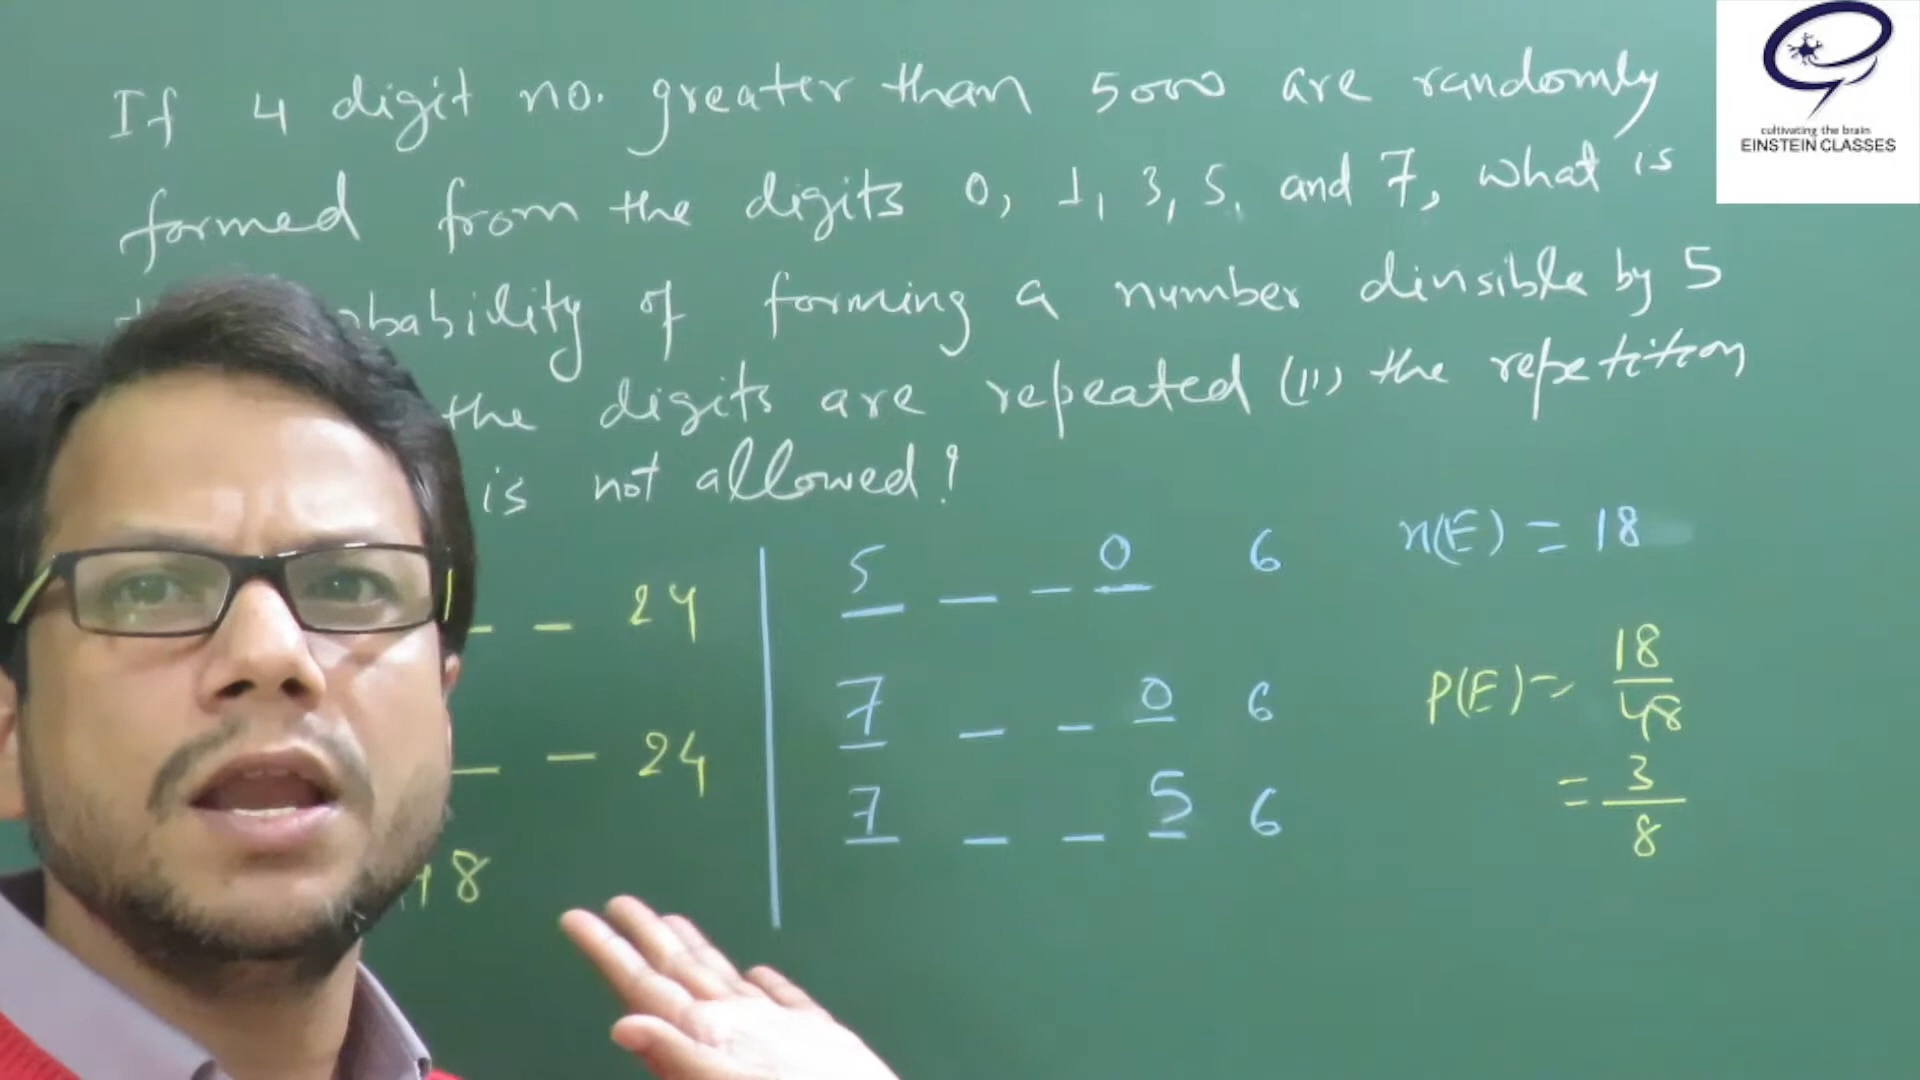 If 4 digit no. greater than 5000 are randomly
formed from the digits 0, 1, 3, 5, and 7, what is
obability of forming a number divisible by 5
the digits are repeated (ii) the repetition
is not allowed?
cultivating the brain
EINSTEIN CLASSES
_ _ 24
_ _ 24
48
5 _ _ 0 6
7 _ _ 0 6
7 _ _ 5 6
n(E) = 18
P(E) = 18/48
= 3/8